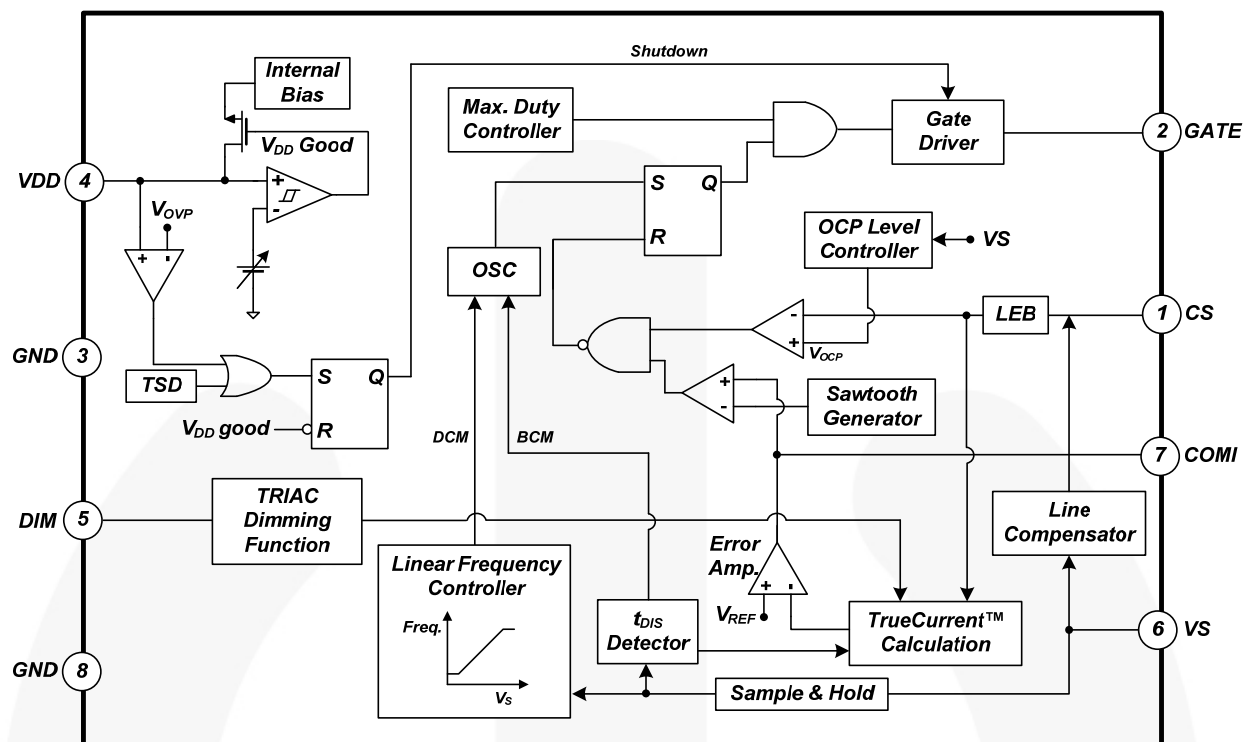 Shutdown
Internal
Bias
Max. Duty
Controller
Gate
Driver
2 GATE
VDD 4
VDD Good
+
-
VOVP
+ -
S Q
R
OCP Level
Controller
VS
OSC
LEB
1 CS
-
+
VOCP
GND 3
TSD
S Q
R
VDD good
+
-
Sawtooth
Generator
DCM
BCM
7 COMI
DIM 5
TRIAC
Dimming
Function
Line
Compensator
Linear Frequency
Controller
Freq.
VS
Error
Amp.
+ -
VREF
tDIS
Detector
TrueCurrent™
Calculation
6 VS
GND 8
Sample & Hold